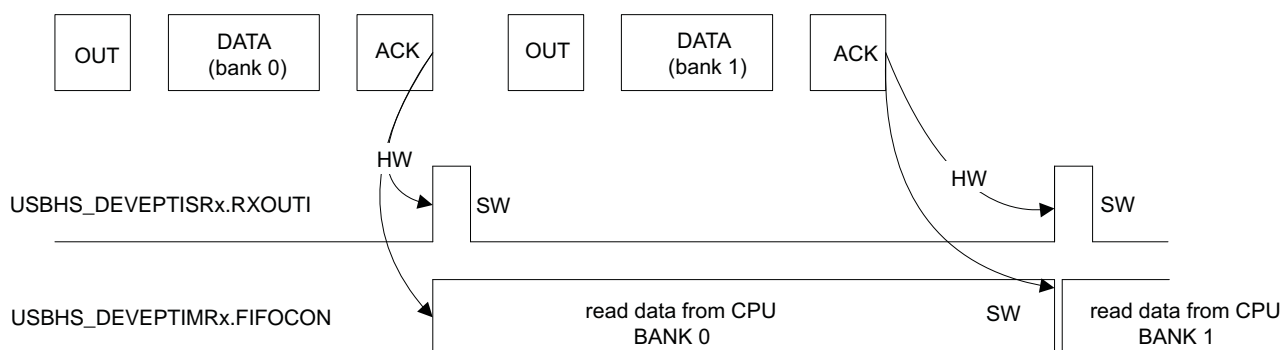 OUT
DATA
(bank 0)
ACK
OUT
DATA
(bank 1)
ACK
HW
HW
USBHS_DEVEPTISRx.RXOUTI
SW
SW
USBHS_DEVEPTIMRx.FIFOCON
read data from CPU
BANK 0
SW
read data from CPU
BANK 1